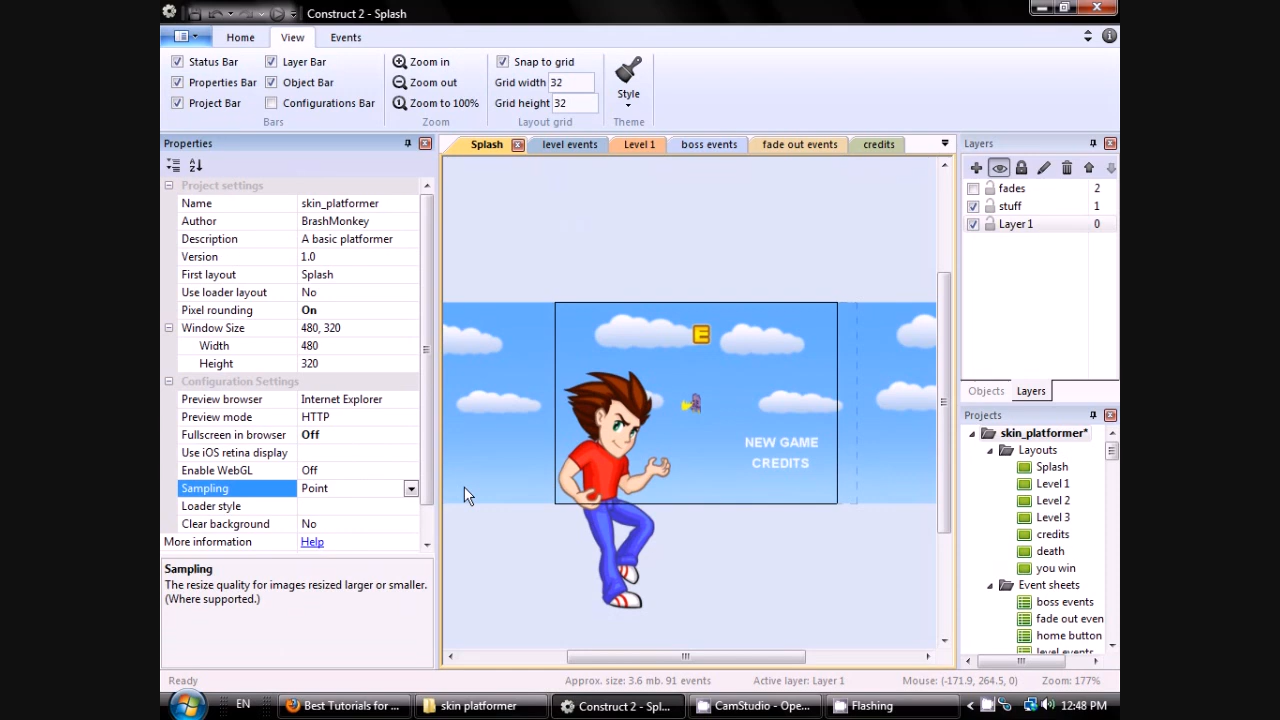 Construct 2 - Splash
Home View Events
Status Bar Layer Bar Zoom in Snap to grid
Properties Bar Object Bar Zoom out Grid width 32
Project Bar Configurations Bar Zoom to 100% Grid height 32
Style
Bars Zoom Layout grid Theme
Properties
Splash level events Level 1 boss events fade out events credits
Layers
Project settings
Name skin_platformer
Author BrashMonkey
Description A basic platformer
Version 1.0
First layout Splash
Use loader layout No
Pixel rounding On
Window Size 480, 320
Width 480
Height 320
Configuration Settings
Preview browser Internet Explorer
Preview mode HTTP
Fullscreen in browser Off
Use iOS retina display
Enable WebGL Off
Sampling Point
Loader style
Clear background No
More information Help
Sampling
The resize quality for images resized larger or smaller.
(Where supported.)
E
NEW GAME
CREDITS
fades 2
stuff 1
Layer 1 0
Objects Layers
Projects
skin_platformer*
Layouts
Splash
Level 1
Level 2
Level 3
credits
death
you win
Event sheets
boss events
fade out even
home button
level events
Ready Approx. size: 3.6 mb. 91 events Active layer: Layer 1 Mouse: (-171.9, 264.5, 0) Zoom: 177%
EN Best Tutorials for ... skin platformer Construct 2 - Spl... CamStudio - Ope... Flashing 12:48 PM